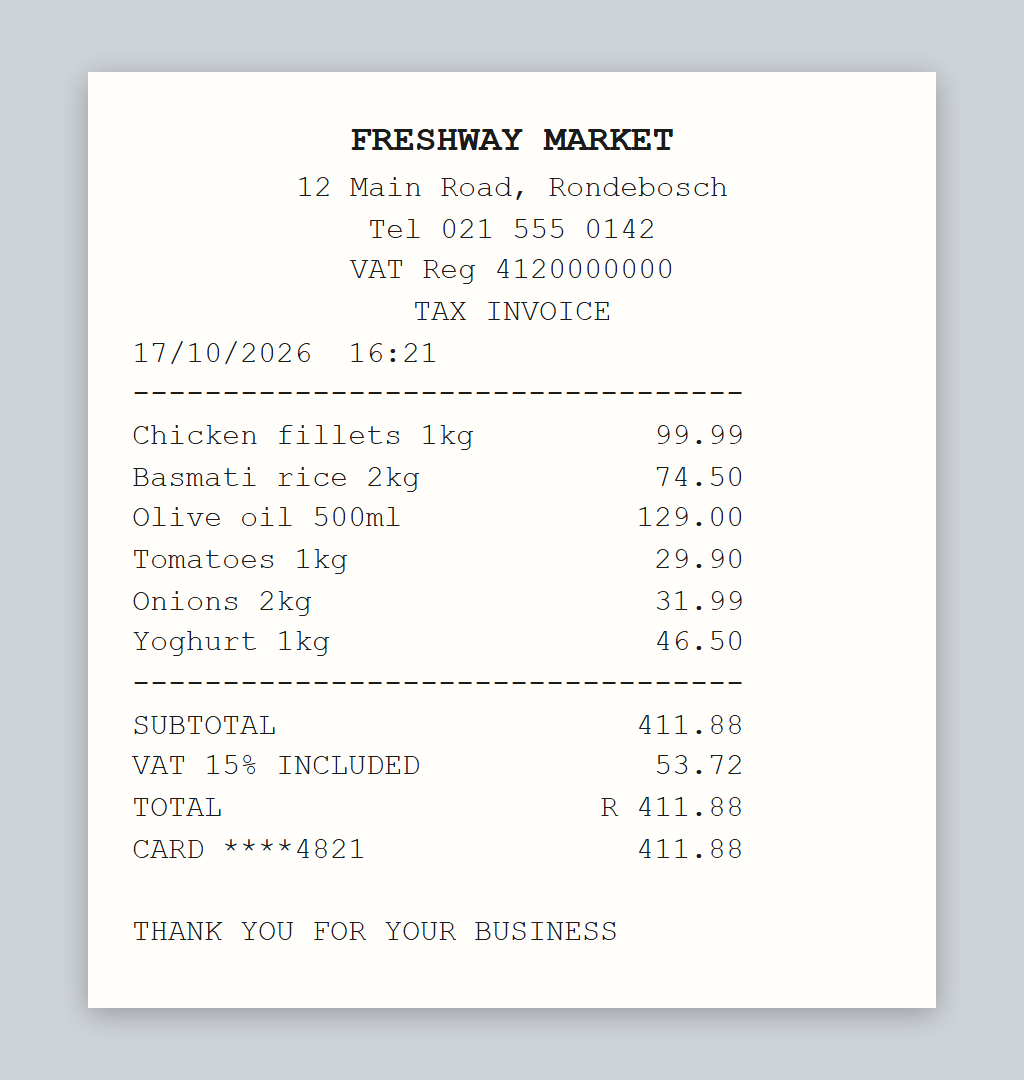 FRESHWAY MARKET
12 Main Road, Rondebosch
Tel 021 555 0142
VAT Reg 4120000000
TAX INVOICE
17/10/2026  16:21
----------------------------------
Chicken fillets 1kg          99.99
Basmati rice 2kg             74.50
Olive oil 500ml             129.00
Tomatoes 1kg                 29.90
Onions 2kg                   31.99
Yoghurt 1kg                  46.50
----------------------------------
SUBTOTAL                    411.88
VAT 15% INCLUDED             53.72
TOTAL                     R 411.88
CARD ****4821               411.88
THANK YOU FOR YOUR BUSINESS